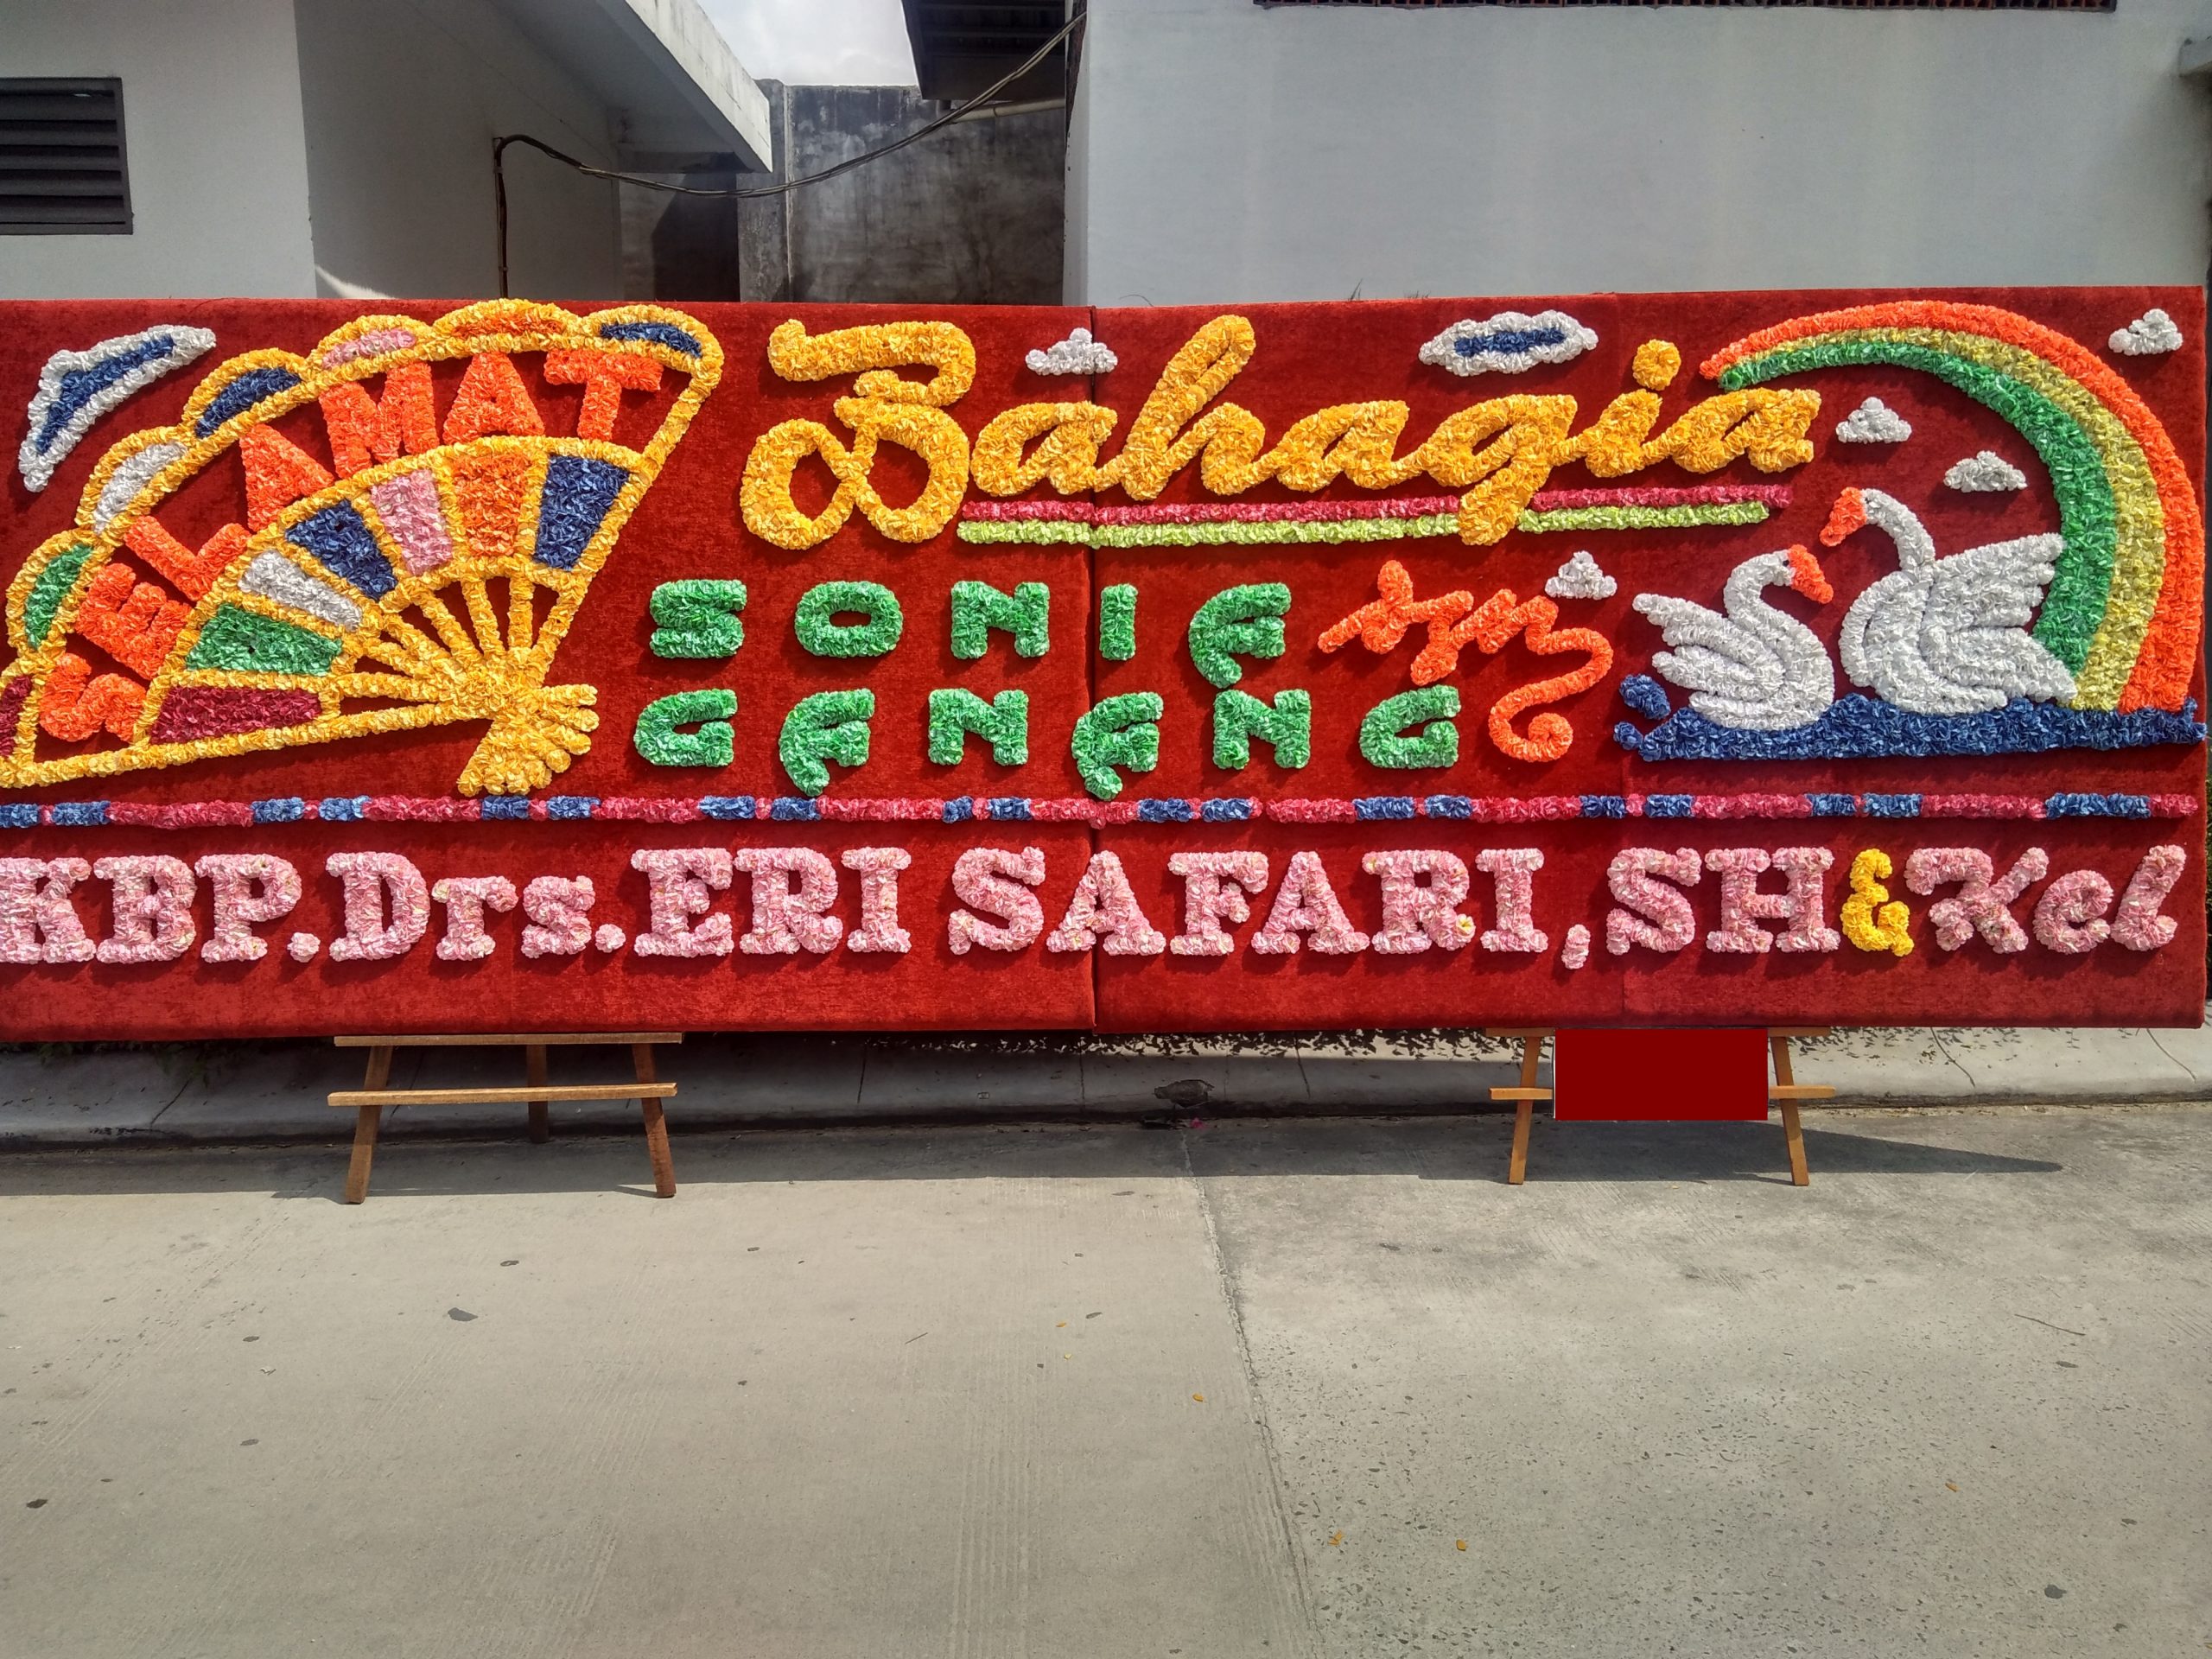 SELAMAT
Bahagia
SONIA
GANANG
KBP.Drs.ERI SAFARI, SH & Kel